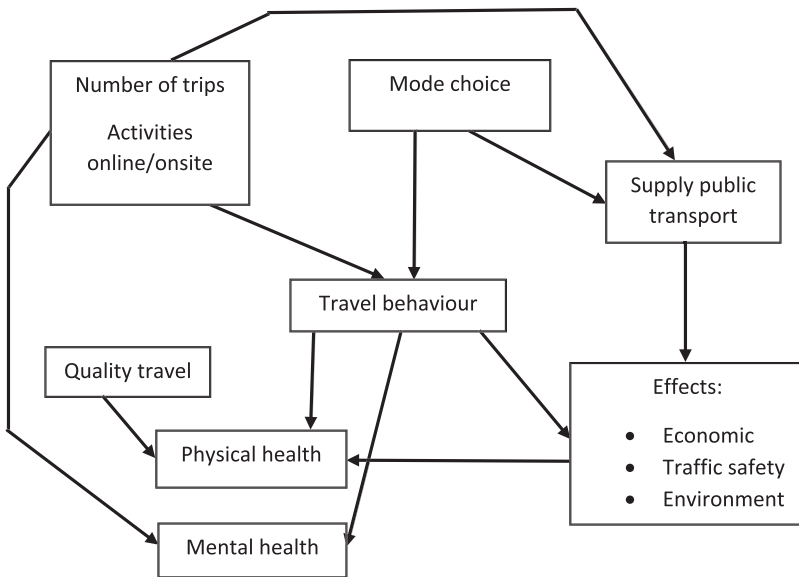 Number of trips
Activities
online/onsite
Mode choice
Supply public
transport
Travel behaviour
Quality travel
Effects:
• Economic
• Traffic safety
• Environment
Physical health
Mental health